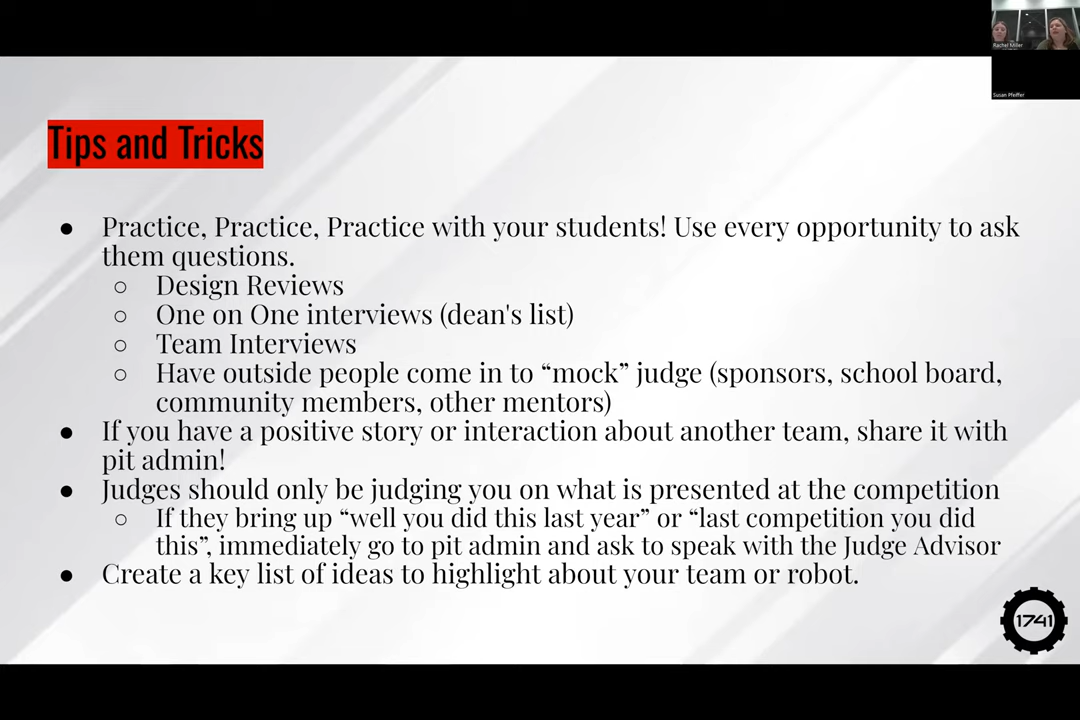 Rachel Miller
Susan Pfeiffer
Tips and Tricks
● Practice, Practice, Practice with your students! Use every opportunity to ask
them questions.
○ Design Reviews
○ One on One interviews (dean's list)
○ Team Interviews
○ Have outside people come in to “mock” judge (sponsors, school board,
community members, other mentors)
● If you have a positive story or interaction about another team, share it with
pit admin!
● Judges should only be judging you on what is presented at the competition
○ If they bring up “well you did this last year” or “last competition you did
this”, immediately go to pit admin and ask to speak with the Judge Advisor
● Create a key list of ideas to highlight about your team or robot.
1741